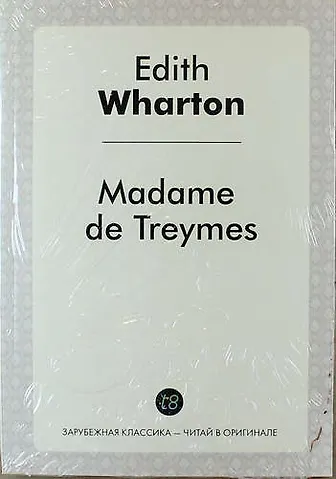 Edith
Wharton
Madame
de Treymes
t8
ЗАРУБЕЖНАЯ КЛАССИКА — ЧИТАЙ В ОРИГИНАЛЕ